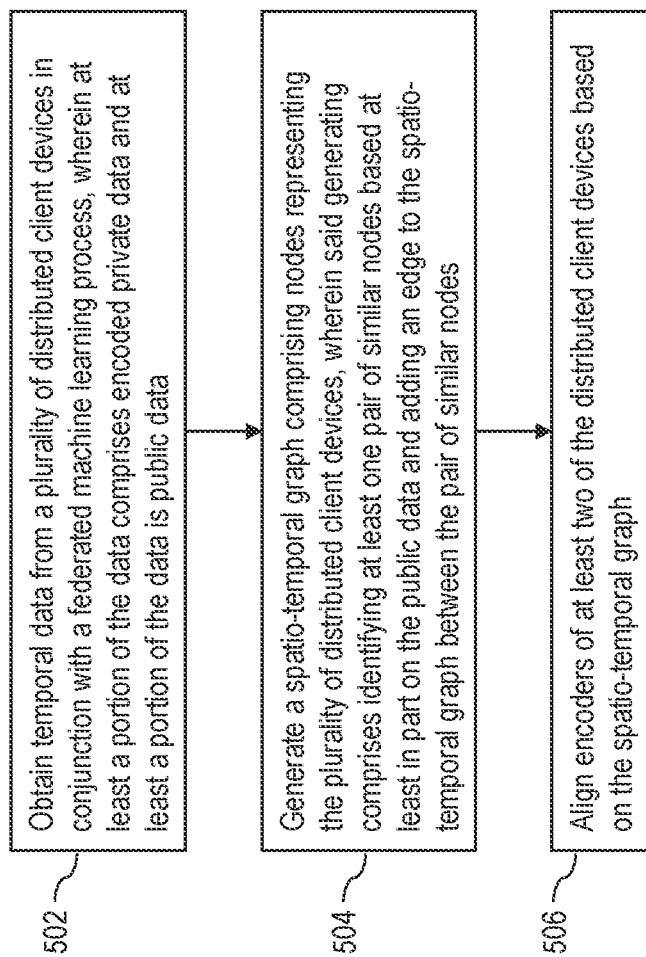 Obtain temporal data from a plurality of distributed client devices in
conjunction with a federated machine learning process, wherein at
least a portion of the data comprises encoded private data and at
least a portion of the data is public data
502
Generate a spatio-temporal graph comprising nodes representing
the plurality of distributed client devices, wherein said generating
comprises identifying at least one pair of similar nodes based at
least in part on the public data and adding an edge to the spatio-
temporal graph between the pair of similar nodes
504
Align encoders of at least two of the distributed client devices based
on the spatio-temporal graph
506